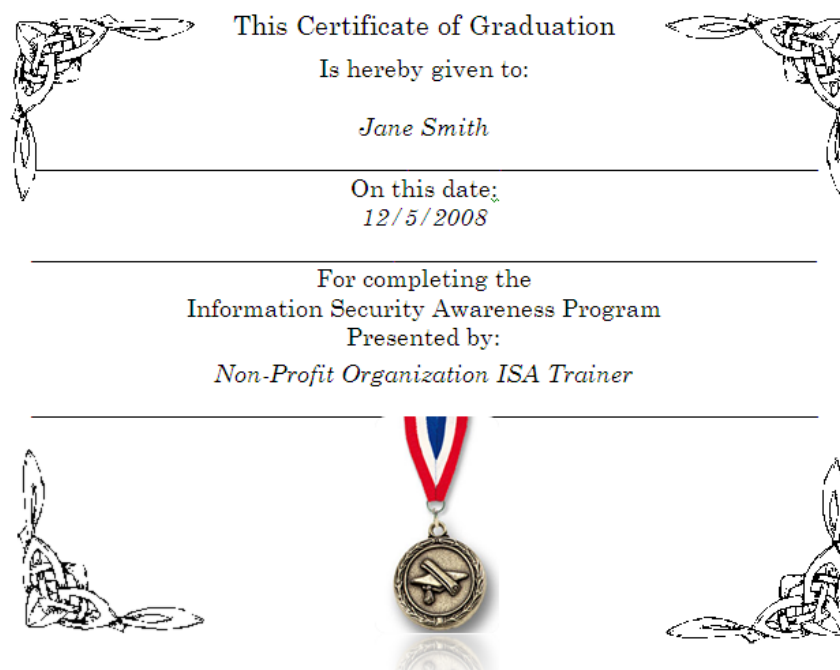 This Certificate of Graduation
Is hereby given to:
Jane Smith
On this date:
12/5/2008
For completing the
Information Security Awareness Program
Presented by:
Non-Profit Organization ISA Trainer